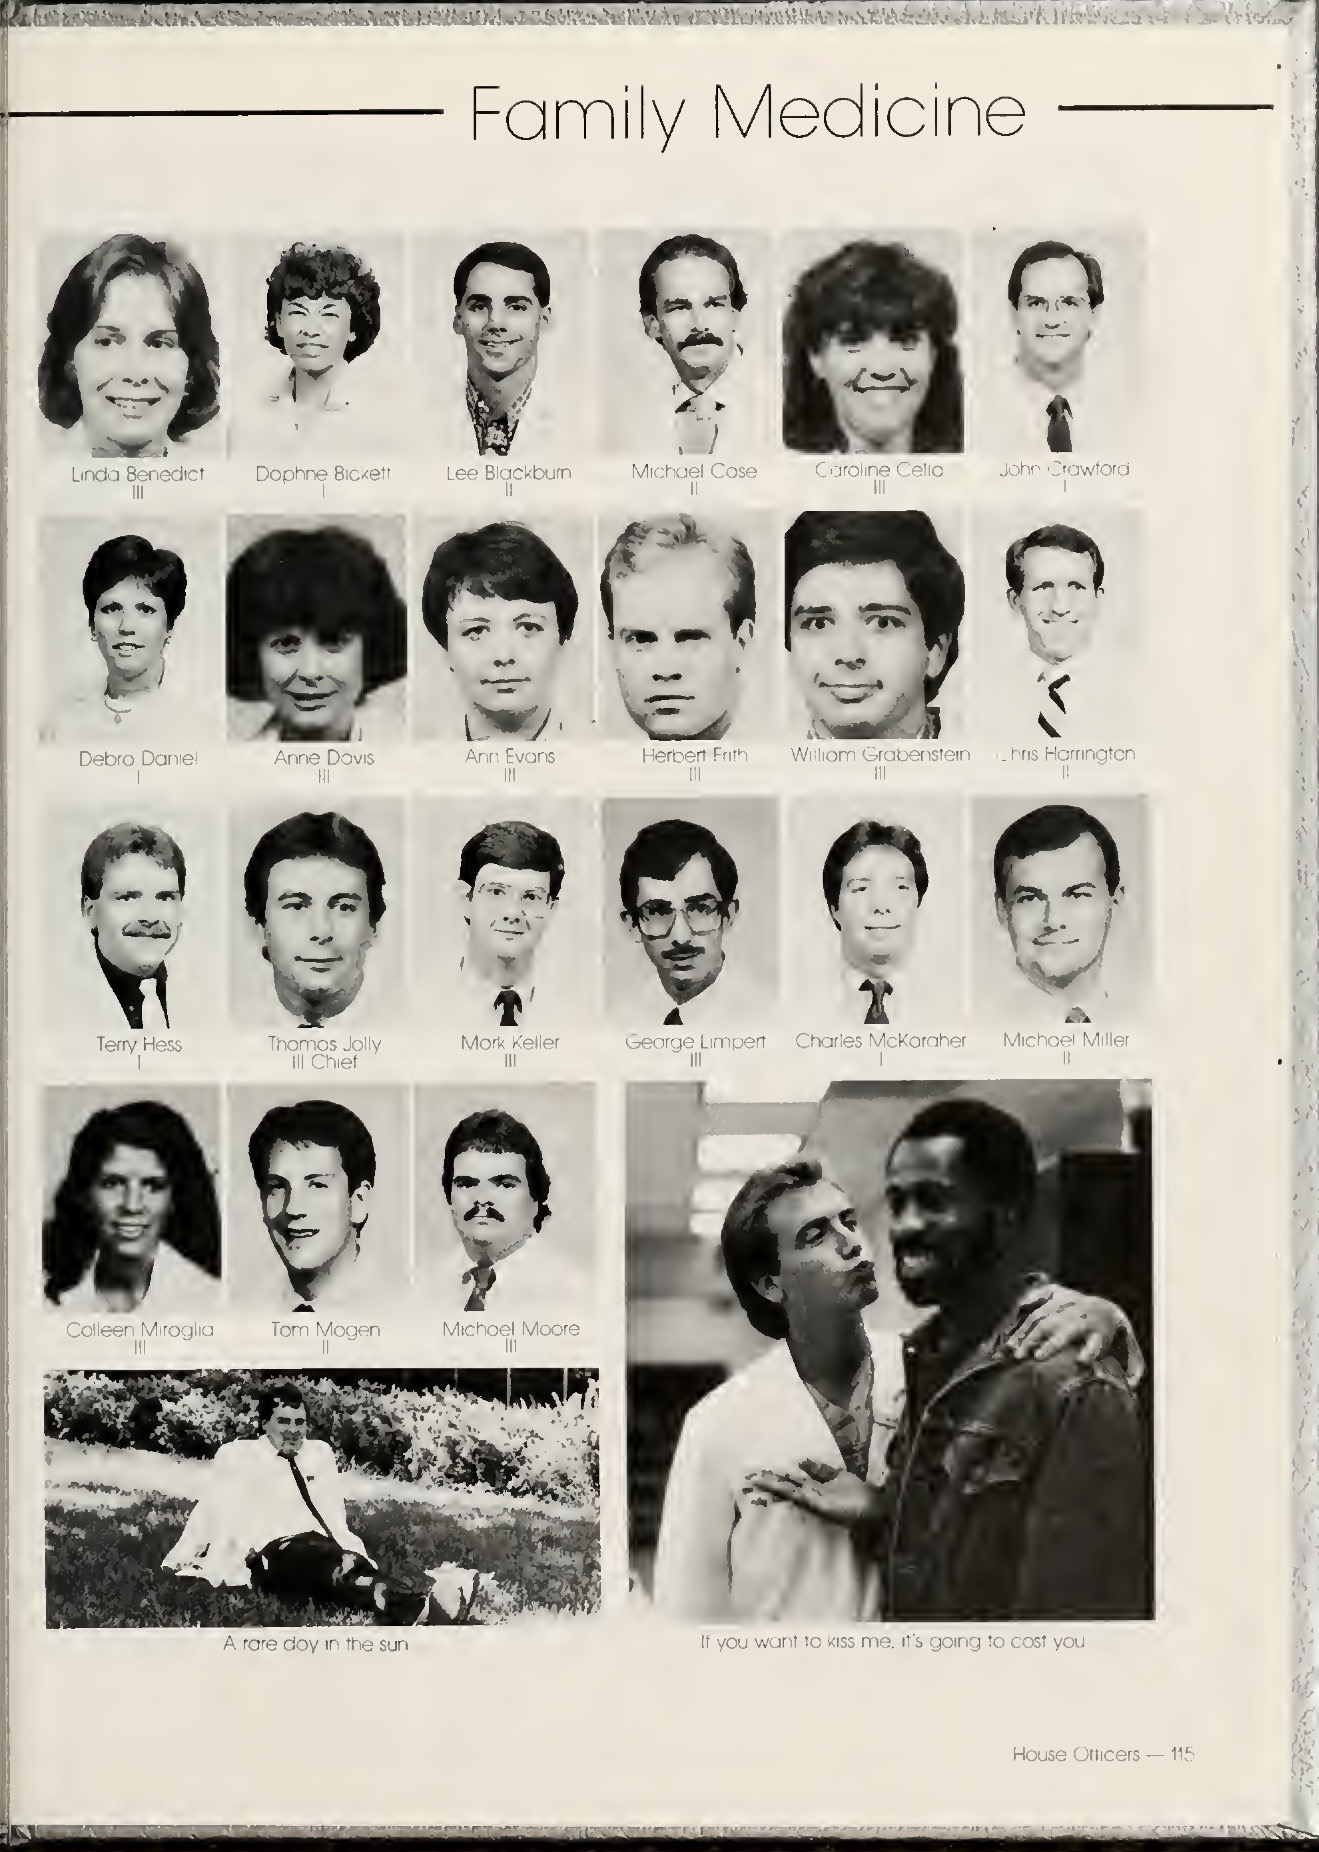 Family Medicine
Linda Benedict
III
Daphne Bickett
I
Lee Blackburn
II
Michael Case
II
Caroline Celio
III
John Crawford
I
Debra Daniel
I
Anne Davis
III
Ann Evans
III
Herbert Frith
III
William Grabenstein
III
Chris Harrington
II
Terry Hess
I
Thomas Jolly
III Chief
Mark Keller
III
George Limpert
III
Charles McKaraher
I
Michael Miller
II
Colleen Miroglia
III
Tom Mogen
II
Michael Moore
III
A rare day in the sun
If you want to kiss me, it's going to cost you
House Officers — 115